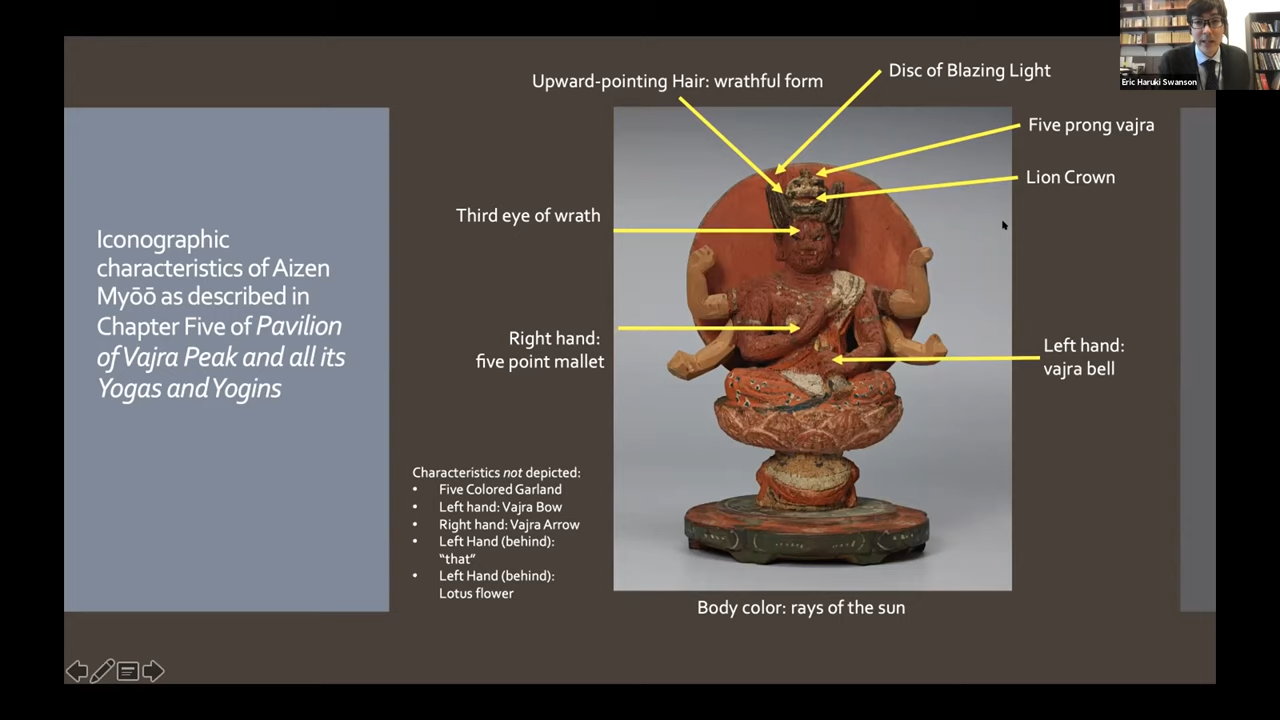 Eric Haruki Swanson
Upward-pointing Hair: wrathful form
Disc of Blazing Light
Five prong vajra
Lion Crown
Third eye of wrath
Iconographic
characteristics of Aizen
Myōō as described in
Chapter Five of Pavilion
of Vajra Peak and all its
Yogas and Yogins
Right hand:
five point mallet
Left hand:
vajra bell
Characteristics not depicted:
• Five Colored Garland
• Left hand: Vajra Bow
• Right hand: Vajra Arrow
• Left Hand (behind):
“that”
• Left Hand (behind):
Lotus flower
Body color: rays of the sun